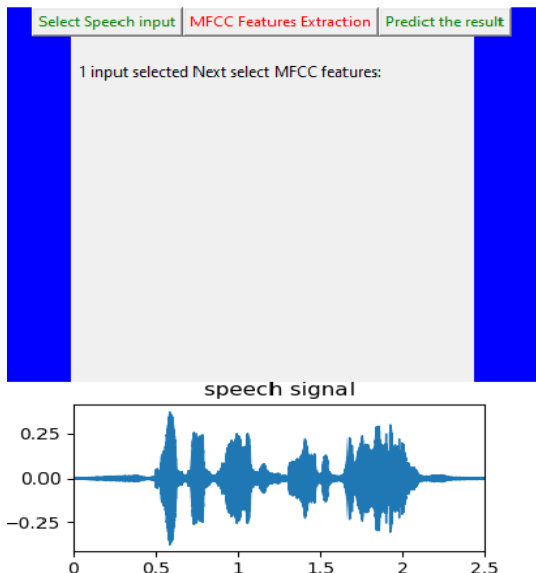 Select Speech input MFCC Features Extraction Predict the result
1 input selected Next select MFCC features:
speech signal
0.25
0.00
−0.25
0 0.5 1 1.5 2 2.5